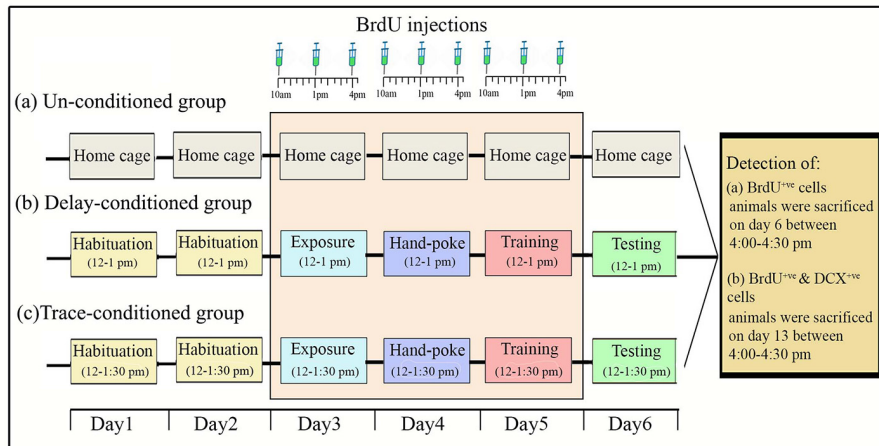 BrdU injections
10am 1pm 4pm 10am 1pm 4pm 10am 1pm 4pm
(a) Un-conditioned group
Home cage Home cage Home cage Home cage Home cage Home cage
(b) Delay-conditioned group
Habituation Habituation Exposure Hand-poke Training Testing
(12-1 pm) (12-1 pm) (12-1 pm) (12-1 pm) (12-1 pm) (12-1 pm)
(c)Trace-conditioned group
Habituation Habituation Exposure Hand-poke Training Testing
(12-1:30 pm) (12-1:30 pm) (12-1:30 pm) (12-1:30 pm) (12-1:30 pm) (12-1:30 pm)
Day1 Day2 Day3 Day4 Day5 Day6
Detection of:
(a) BrdU+ve cells
animals were sacrificed
on day 6 between
4:00-4:30 pm
(b) BrdU+ve & DCX+ve
cells
animals were sacrificed
on day 13 between
4:00-4:30 pm